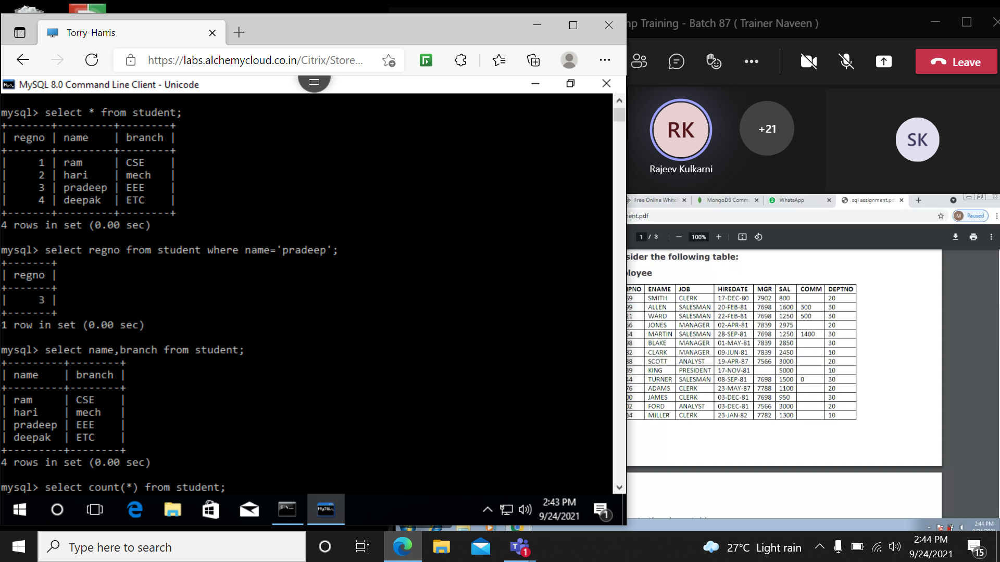 Torry-Harris
https://labs.alchemycloud.co.in/Citrix/Store...
MySQL 8.0 Command Line Client - Unicode
mysql> select * from student;
+-------+---------+--------+
| regno | name    | branch |
+-------+---------+--------+
|     1 | ram     | CSE    |
|     2 | hari    | mech   |
|     3 | pradeep | EEE    |
|     4 | deepak  | ETC    |
+-------+---------+--------+
4 rows in set (0.00 sec)
mysql> select regno from student where name='pradeep';
+-------+
| regno |
+-------+
|     3 |
+-------+
1 row in set (0.00 sec)
mysql> select name,branch from student;
+---------+--------+
| name    | branch |
+---------+--------+
| ram     | CSE    |
| hari    | mech   |
| pradeep | EEE    |
| deepak  | ETC    |
+---------+--------+
4 rows in set (0.00 sec)
mysql> select count(*) from student;
2:43 PM
9/24/2021
1
mp Training - Batch 87 ( Trainer Naveen )
Leave
RK
+21
SK
Rajeev Kulkarni
Free Online White MongoDB Comm WhatsApp sql assignment.pd
ment.pdf
M Paused
1 / 3 100%
sider the following table:
ployee
MPNO ENAME JOB HIREDATE MGR SAL COMM DEPTNO
69 SMITH CLERK 17-DEC-80 7902 800 20
99 ALLEN SALESMAN 20-FEB-81 7698 1600 300 30
21 WARD SALESMAN 22-FEB-81 7698 1250 500 30
66 JONES MANAGER 02-APR-81 7839 2975 20
54 MARTIN SALESMAN 28-SEP-81 7698 1250 1400 30
98 BLAKE MANAGER 01-MAY-81 7839 2850 30
82 CLARK MANAGER 09-JUN-81 7839 2450 10
88 SCOTT ANALYST 19-APR-87 7566 3000 20
39 KING PRESIDENT 17-NOV-81 5000 10
44 TURNER SALESMAN 08-SEP-81 7698 1500 0 30
76 ADAMS CLERK 23-MAY-87 7788 1100 20
00 JAMES CLERK 03-DEC-81 7698 950 30
02 FORD ANALYST 03-DEC-81 7566 3000 20
34 MILLER CLERK 23-JAN-82 7782 1300 10
2:44 PM
Type here to search
27°C Light rain
2:44 PM
9/24/2021
15